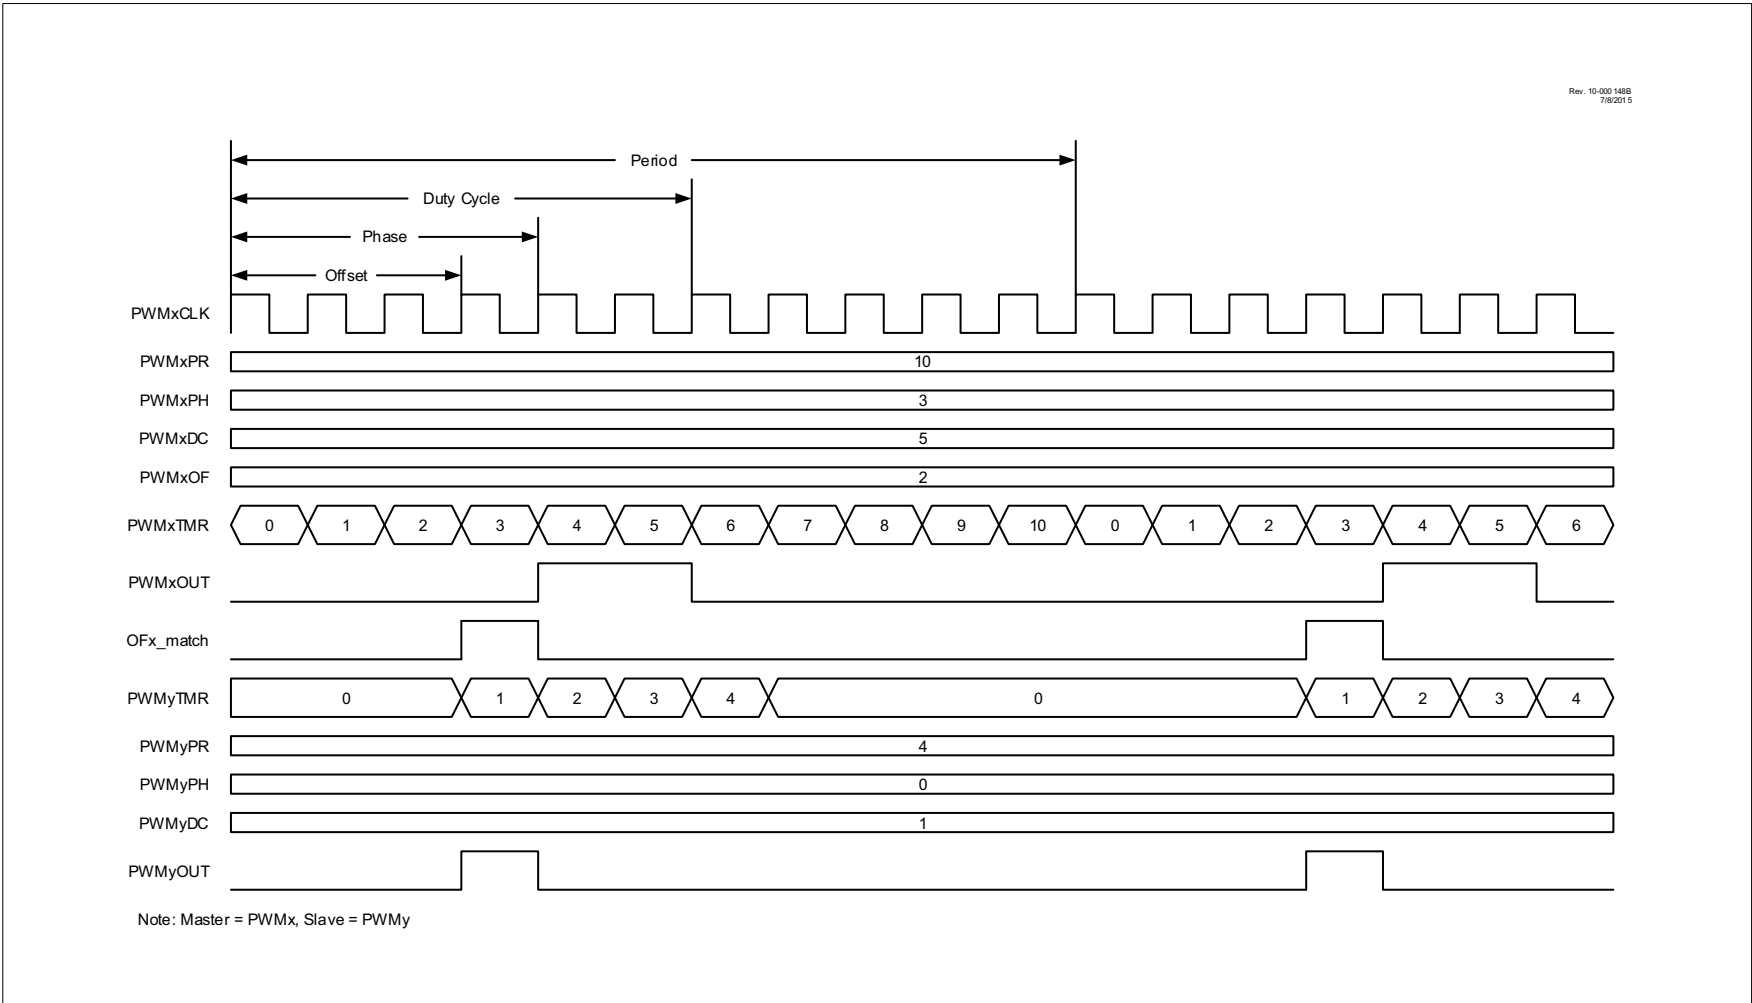 Rev. 10-000 148B
7/8/201 5
Period
Duty Cycle
Phase
Offset
PWMxCLK
PWMxPR
10
PWMxPH
3
PWMxDC
5
PWMxOF
2
PWMxTMR 0 1 2 3 4 5 6 7 8 9 10 0 1 2 3 4 5 6
PWMxOUT
OFx_match
PWMyTMR 0 1 2 3 4 0 1 2 3 4
PWMyPR
4
PWMyPH
0
PWMyDC
1
PWMyOUT
Note: Master = PWMx, Slave = PWMy